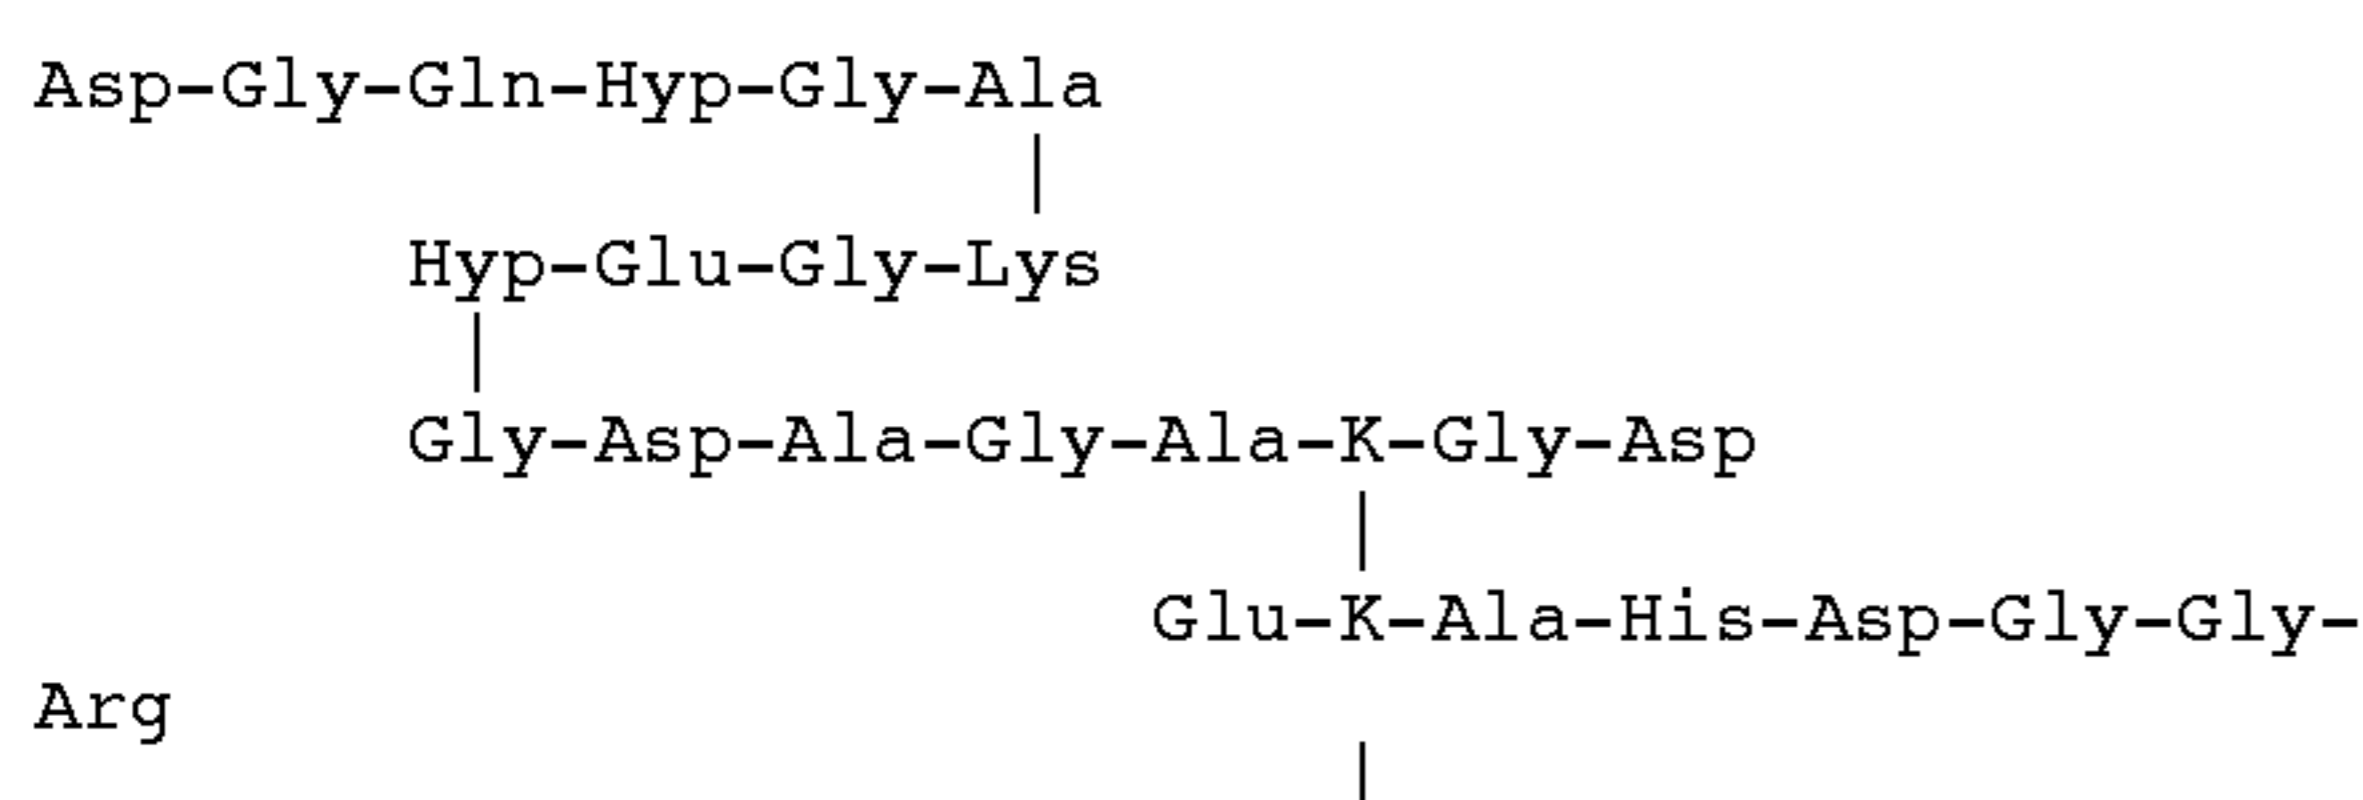 Asp-Gly-Gln-Hyp-Gly-Ala
|
Hyp-Glu-Gly-Lys
|
Gly-Asp-Ala-Gly-Ala-K-Gly-Asp
|
Glu-K-Ala-His-Asp-Gly-Gly-
Arg
|